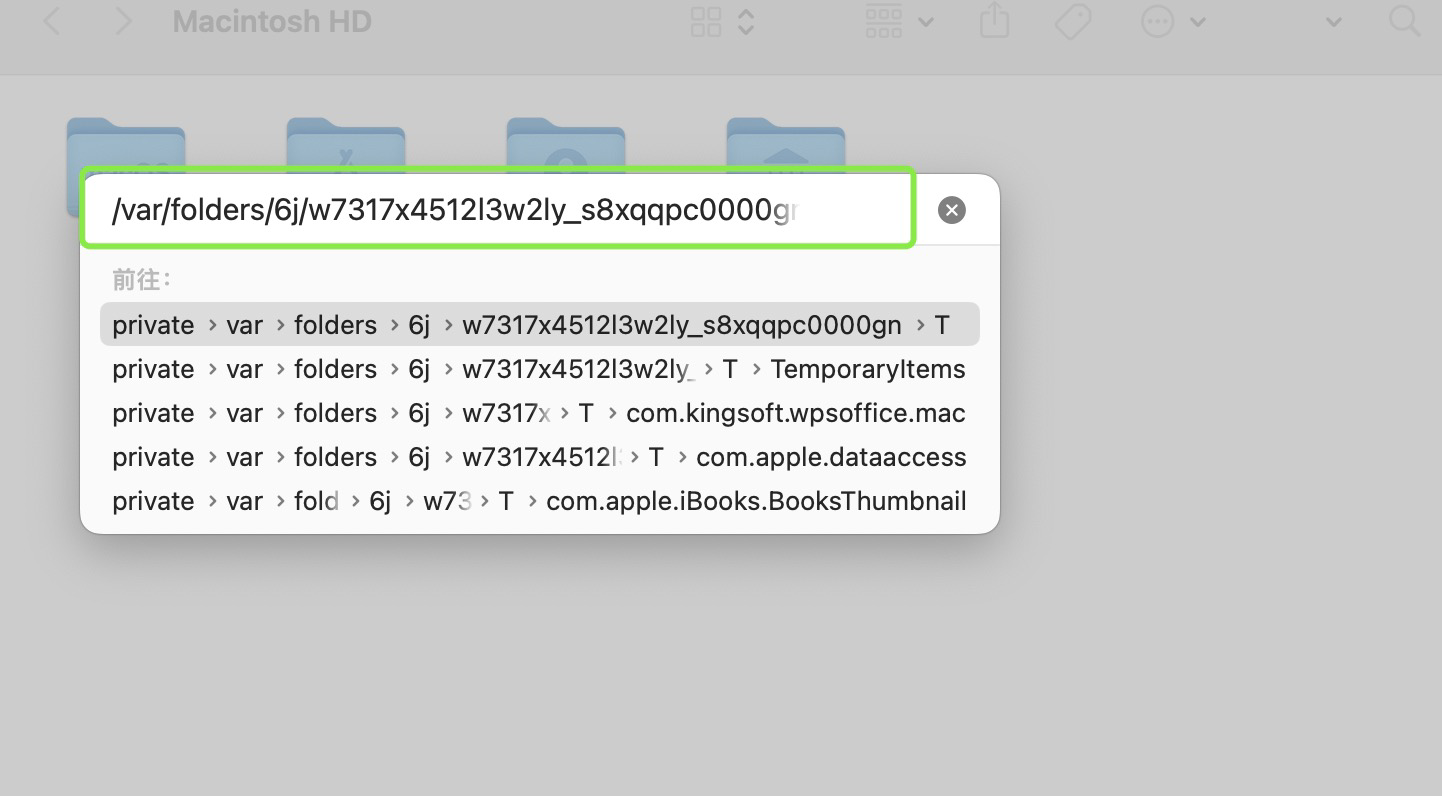 Macintosh HD
/var/folders/6j/w7317x4512l3w2ly_s8xqqpc0000gn
前往：
private › var › folders › 6j › w7317x4512l3w2ly_s8xqqpc0000gn › T
private › var › folders › 6j › w7317x4512l3w2ly_ › T › TemporaryItems
private › var › folders › 6j › w7317x › T › com.kingsoft.wpsoffice.mac
private › var › folders › 6j › w7317x4512l › T › com.apple.dataaccess
private › var › fold › 6j › w73 › T › com.apple.iBooks.BooksThumbnail